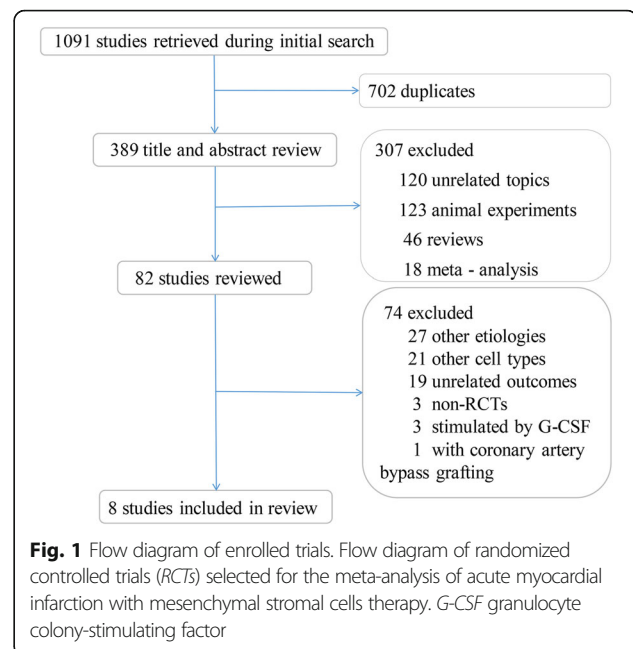 1091 studies retrieved during initial search
702 duplicates
389 title and abstract review
307 excluded
120 unrelated topics
123 animal experiments
46 reviews
18 meta - analysis
82 studies reviewed
74 excluded
27 other etiologies
21 other cell types
19 unrelated outcomes
3 non-RCTs
3 stimulated by G-CSF
1 with coronary artery
bypass grafting
8 studies included in review
Fig. 1 Flow diagram of enrolled trials. Flow diagram of randomized
controlled trials (RCTs) selected for the meta-analysis of acute myocardial
infarction with mesenchymal stromal cells therapy. G-CSF granulocyte
colony-stimulating factor